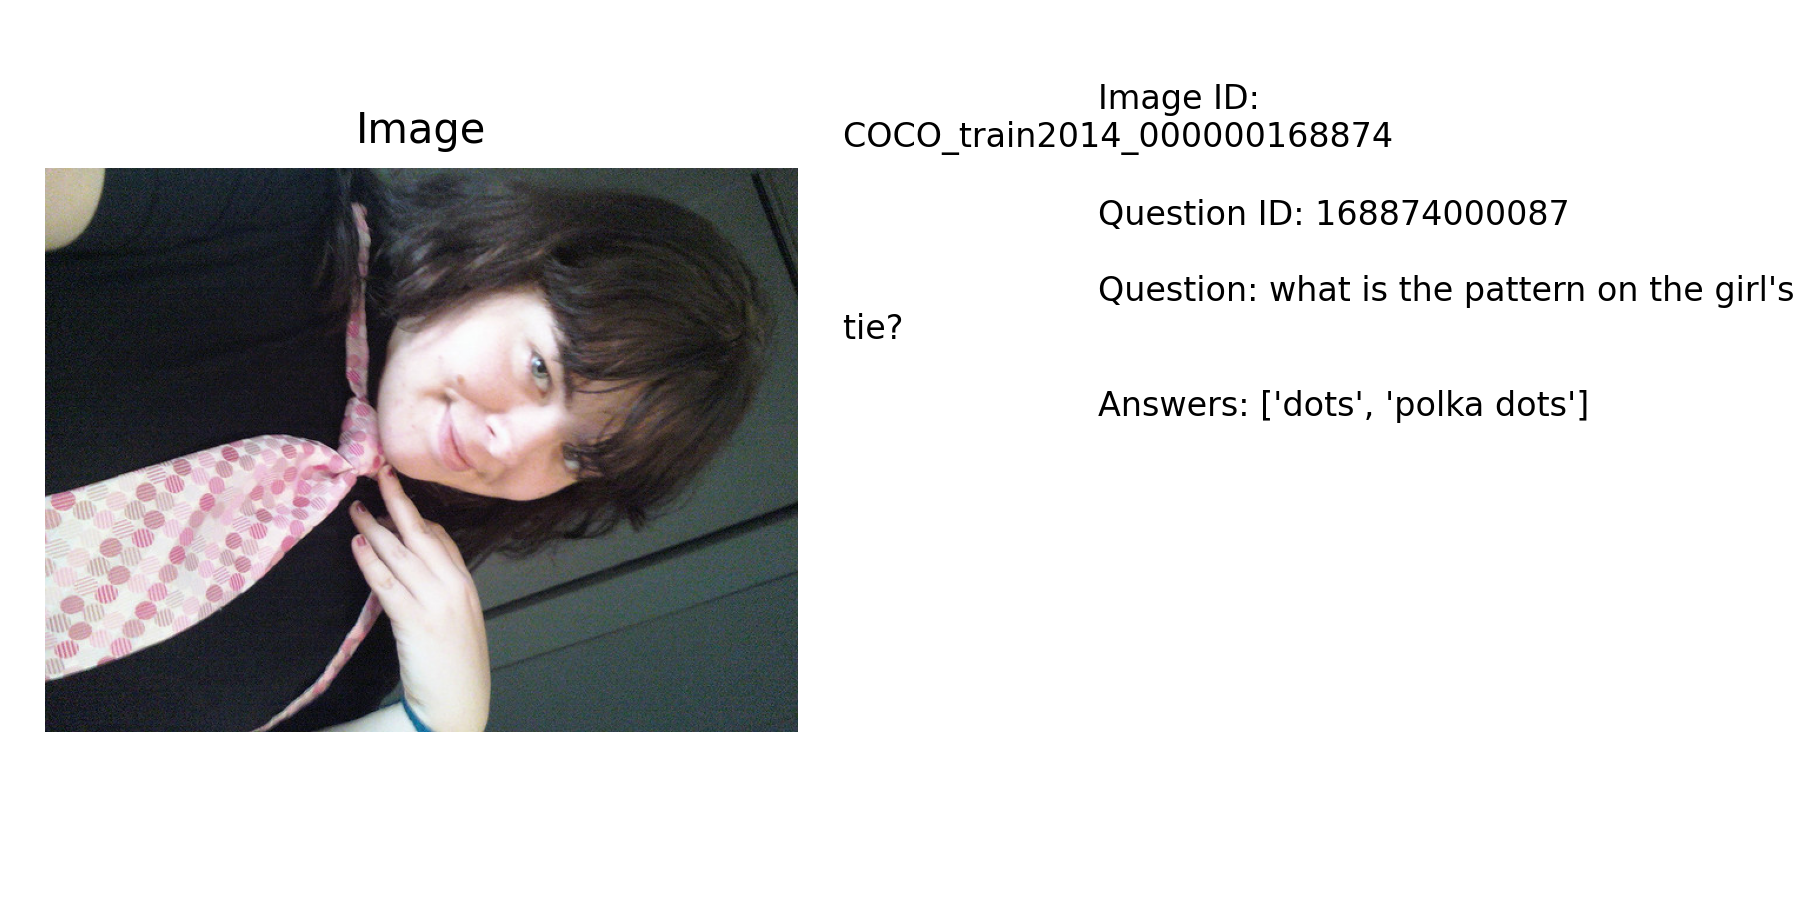 Image
Image ID:
COCO_train2014_000000168874
Question ID: 168874000087
Question: what is the pattern on the girl's
tie?
Answers: ['dots', 'polka dots']